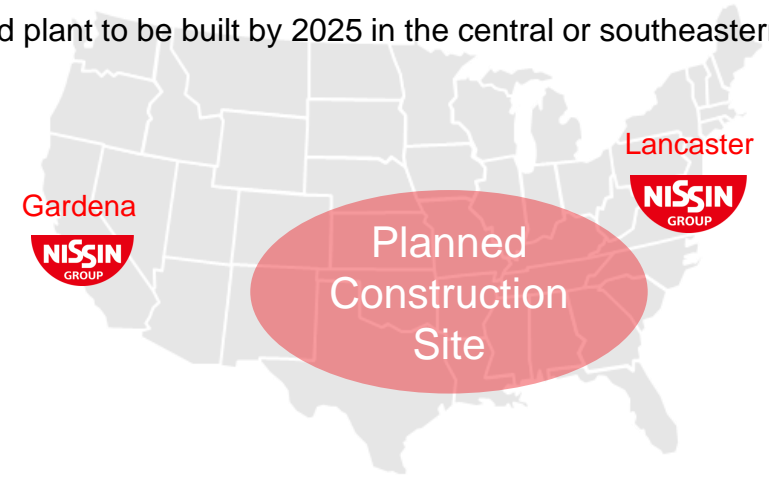 d plant to be built by 2025 in the central or southeastern
Lancaster
NISSIN
GROUP
Gardena
NISSIN
GROUP
Planned
Construction
Site